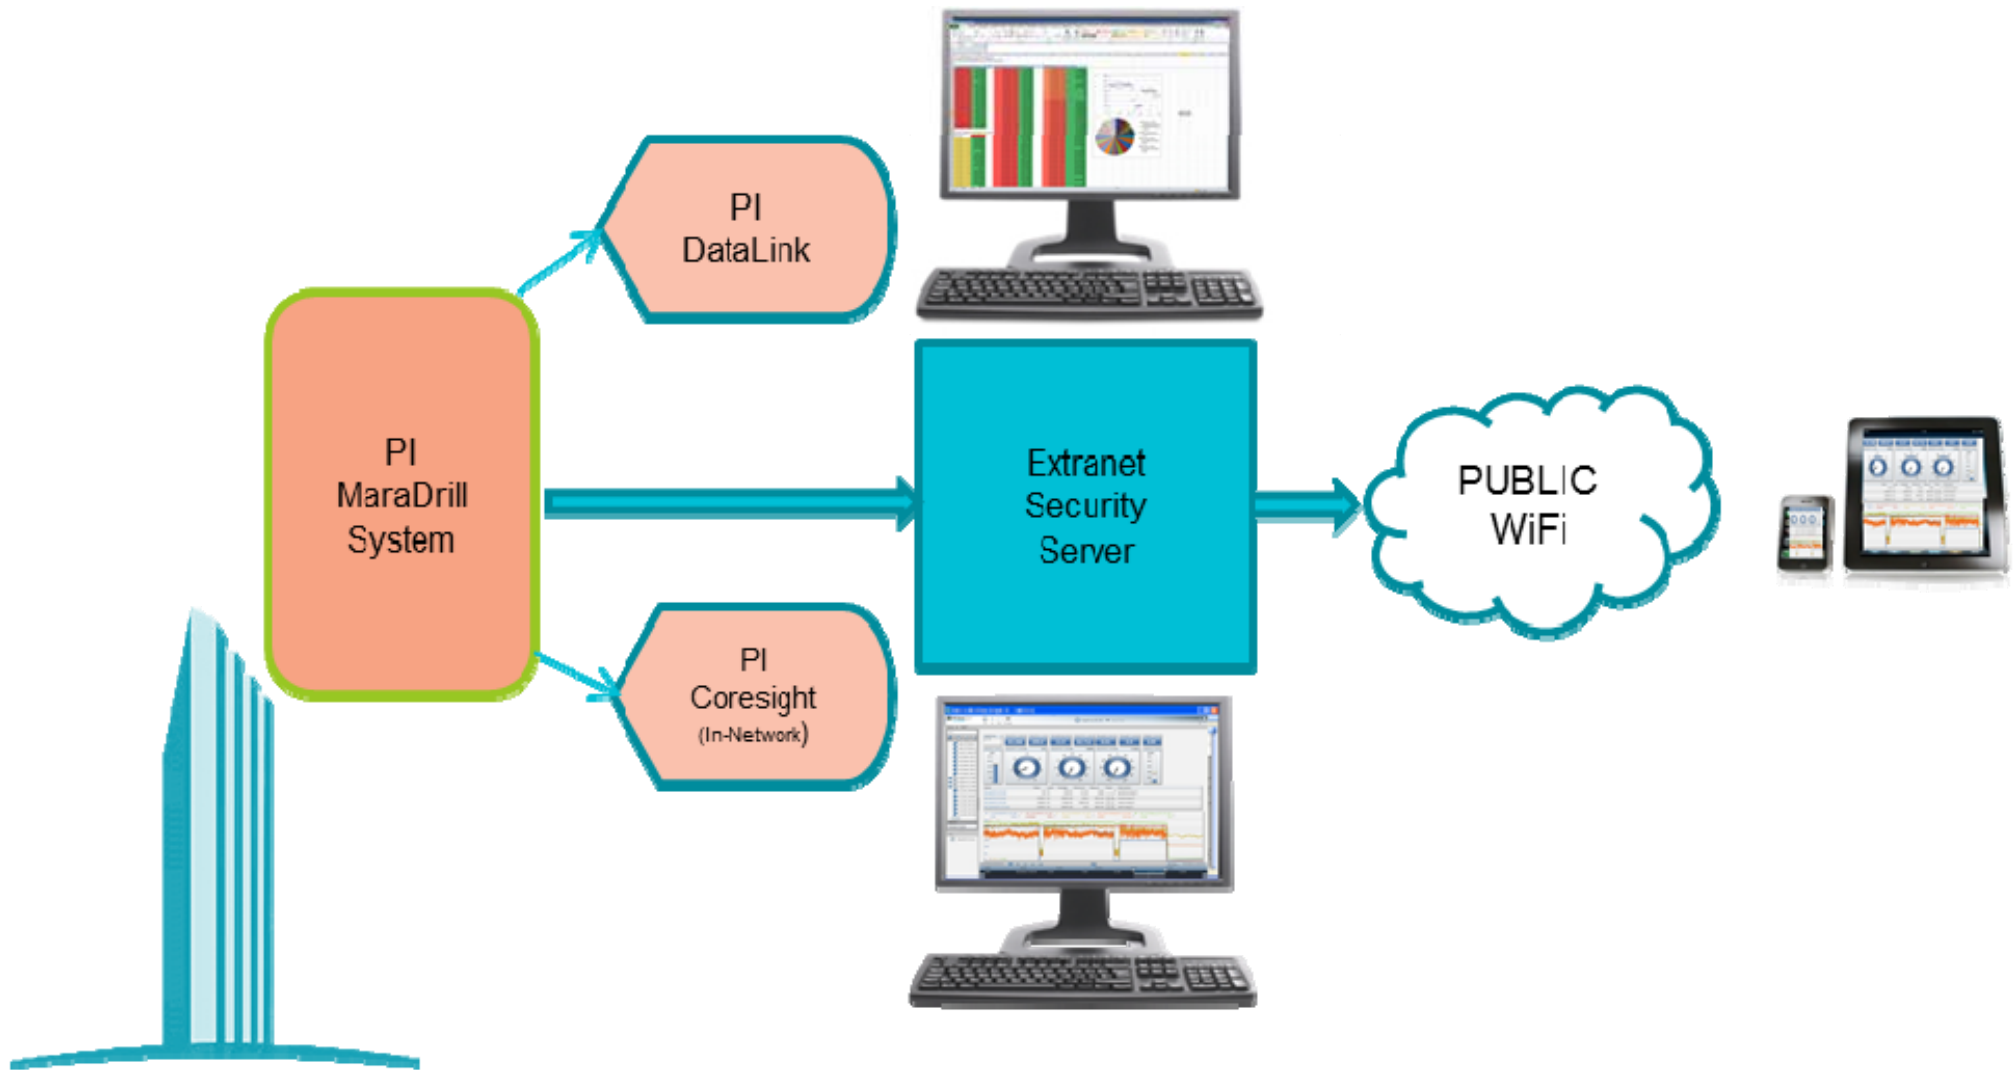 PI
DataLink
PI
MaraDrill
System
Extranet
Security
Server
PUBLIC
WiFi
PI
Coresight
(In-Network)